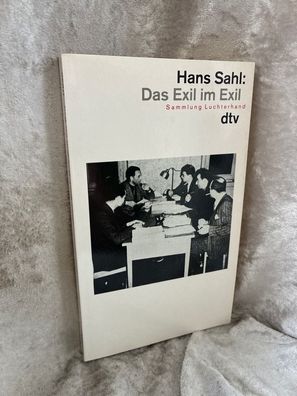 Hans Sahl:
Das Exil im Exil
Sammlung Luchterhand
dtv